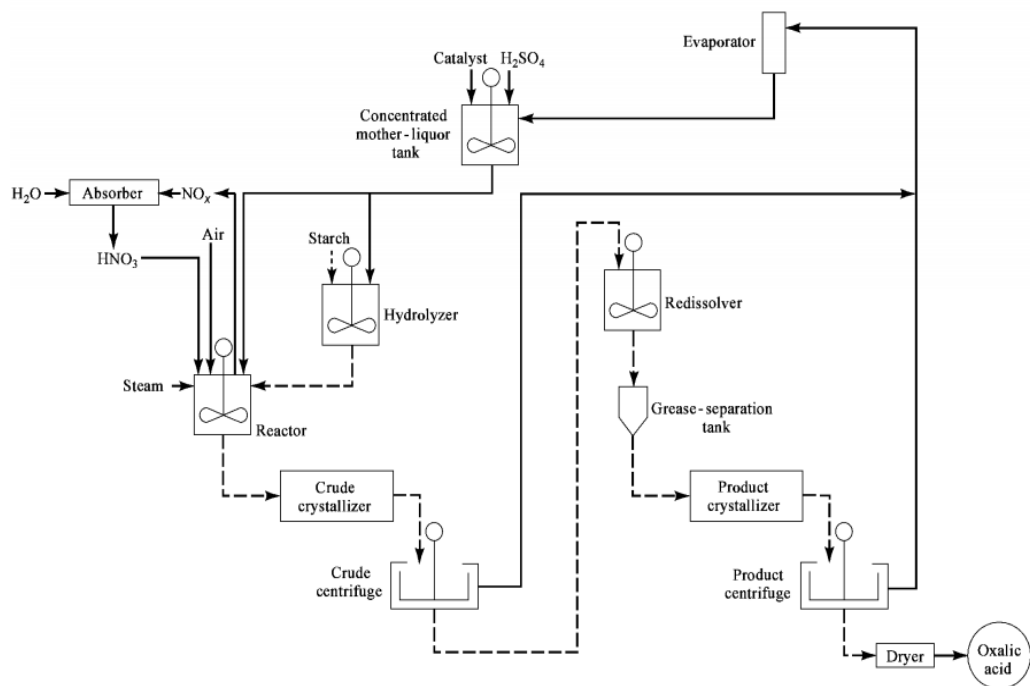 Evaporator
Catalyst H₂SO₄
Concentrated
mother-liquor
tank
H₂O
Absorber
NOₓ
Air
HNO₃
Starch
Hydrolyzer
Redissolver
Steam
Reactor
Grease-separation
tank
Crude
crystallizer
Product
crystallizer
Crude
centrifuge
Product
centrifuge
Dryer
Oxalic
acid